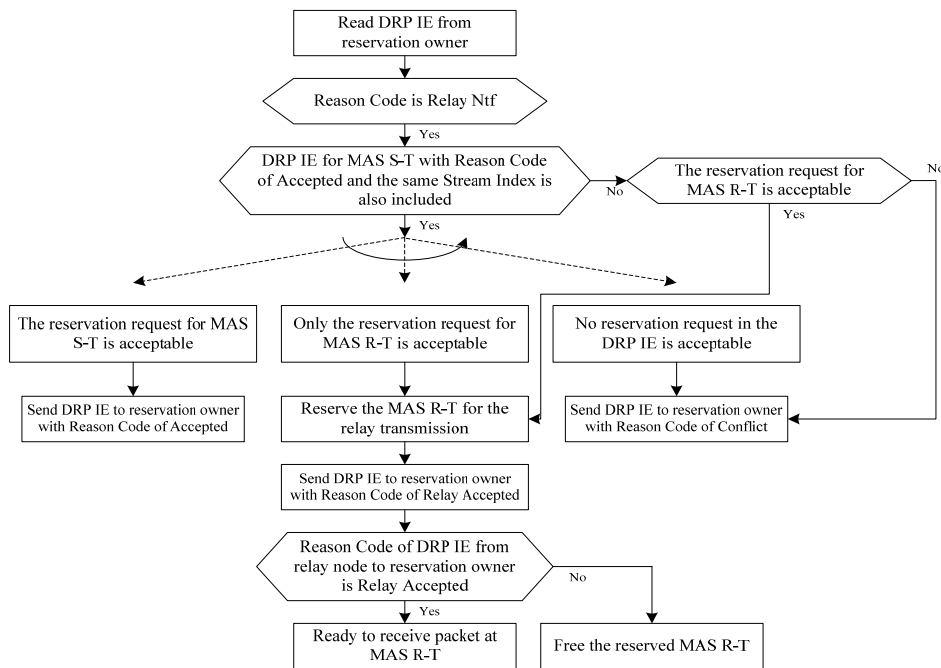 Read DRP IE from
reservation owner
Reason Code is Relay Ntf
Yes
DRP IE for MAS S-T with Reason Code
of Accepted and the same Stream Index is
also included
No
The reservation request for
MAS R-T is acceptable
No
Yes
Yes
The reservation request for MAS
S-T is acceptable
Only the reservation request for
MAS R-T is acceptable
No reservation request in the
DRP IE is acceptable
Send DRP IE to reservation owner
with Reason Code of Accepted
Reserve the MAS R-T for the
relay transmission
Send DRP IE to reservation owner
with Reason Code of Conflict
Send DRP IE to reservation owner
with Reason Code of Relay Accepted
Reason Code of DRP IE from
relay node to reservation owner
is Relay Accepted
No
Yes
Ready to receive packet at
MAS R-T
Free the reserved MAS R-T